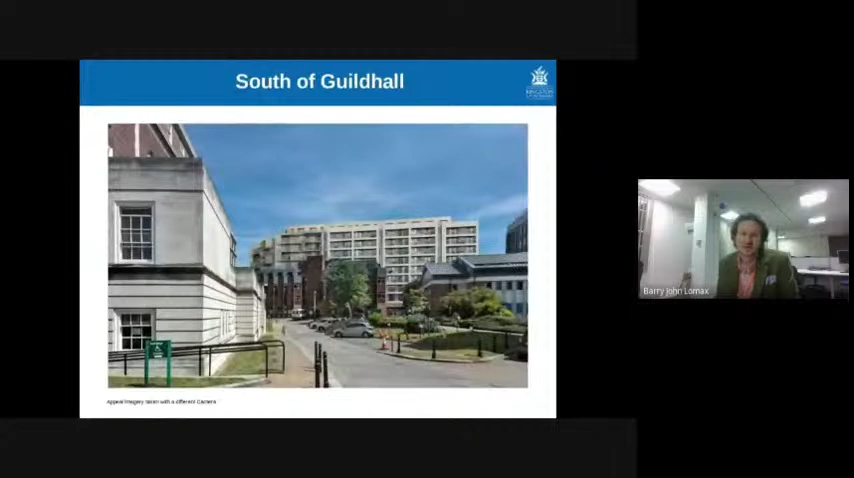 South of Guildhall
Appeal imagery taken with a different Camera
Barry John Lomax